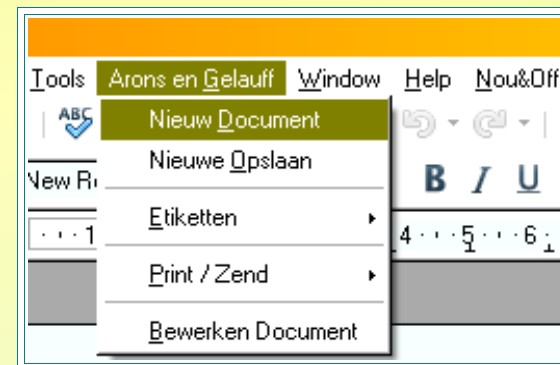 Tools Arons en Gelauff Window Help Nou&Off
ABC Nieuw Document
Nieuwe Opslaan
New B I U
Etiketten
1 4 5 6
Print / Zend
Bewerken Document